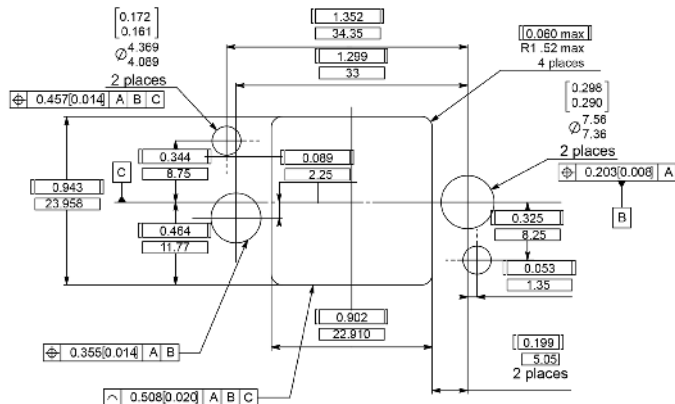 0.172
0.161
Ø4.369
4.089
2 places
0.457[0.014] A B C
1.352
34.35
1.299
33
0.060 max
R1 .52 max
4 places
0.298
0.290
Ø7.56
7.36
2 places
0.203[0.008] A
B
C
0.344
8.75
0.089
2.25
0.943
23.958
0.464
11.77
0.325
8.25
0.053
1.35
0.902
22.910
0.355[0.014] A B
0.199
5.05
2 places
0.508[0.020] A B C